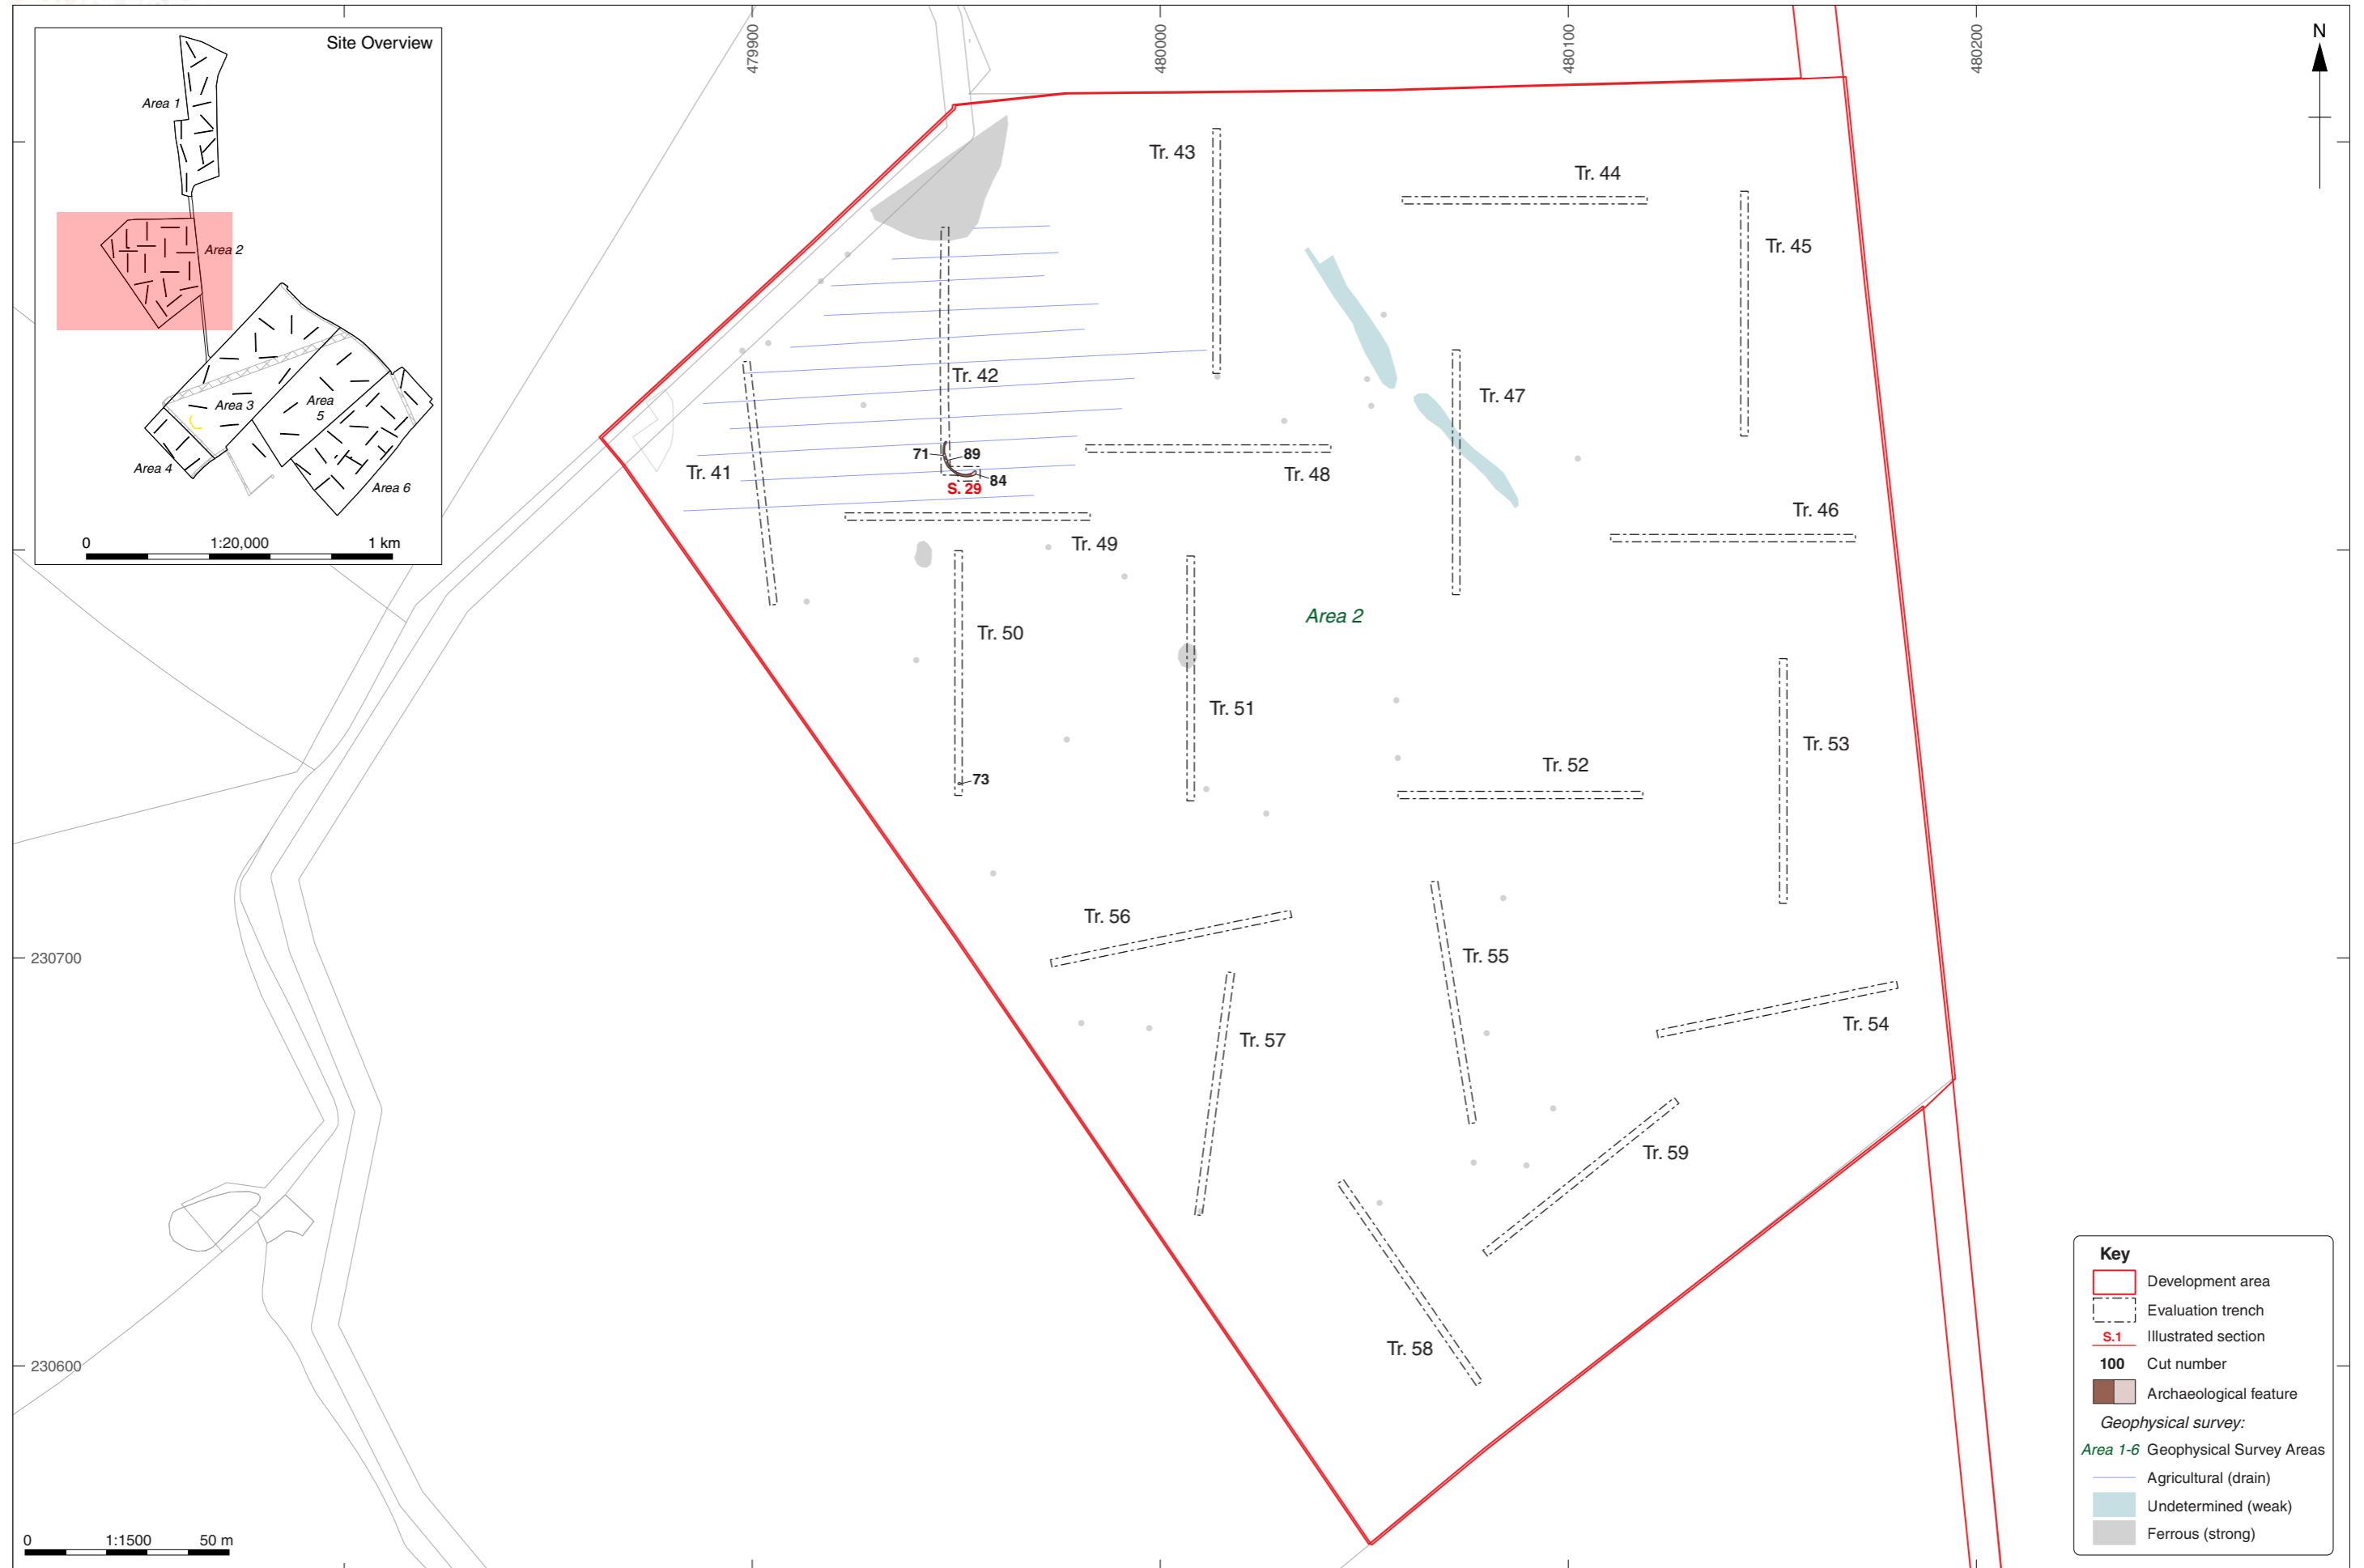 Site Overview
Area 1
Area 2
Area 3
Area
5
Area 4
Area 6
0 1:20,000 1 km
479900
480000
480100
480200
N
Tr. 43
Tr. 44
Tr. 45
Tr. 42
Tr. 47
Tr. 41
71
89
84
S. 29
Tr. 48
Tr. 46
Tr. 49
Area 2
Tr. 50
Tr. 51
Tr. 53
73
Tr. 52
Tr. 56
Tr. 55
230700
Tr. 57
Tr. 54
Tr. 59
Tr. 58
230600
0 1:1500 50 m
Key
Development area
Evaluation trench
S.1 Illustrated section
100 Cut number
Archaeological feature
Geophysical survey:
Area 1-6 Geophysical Survey Areas
Agricultural (drain)
Undetermined (weak)
Ferrous (strong)